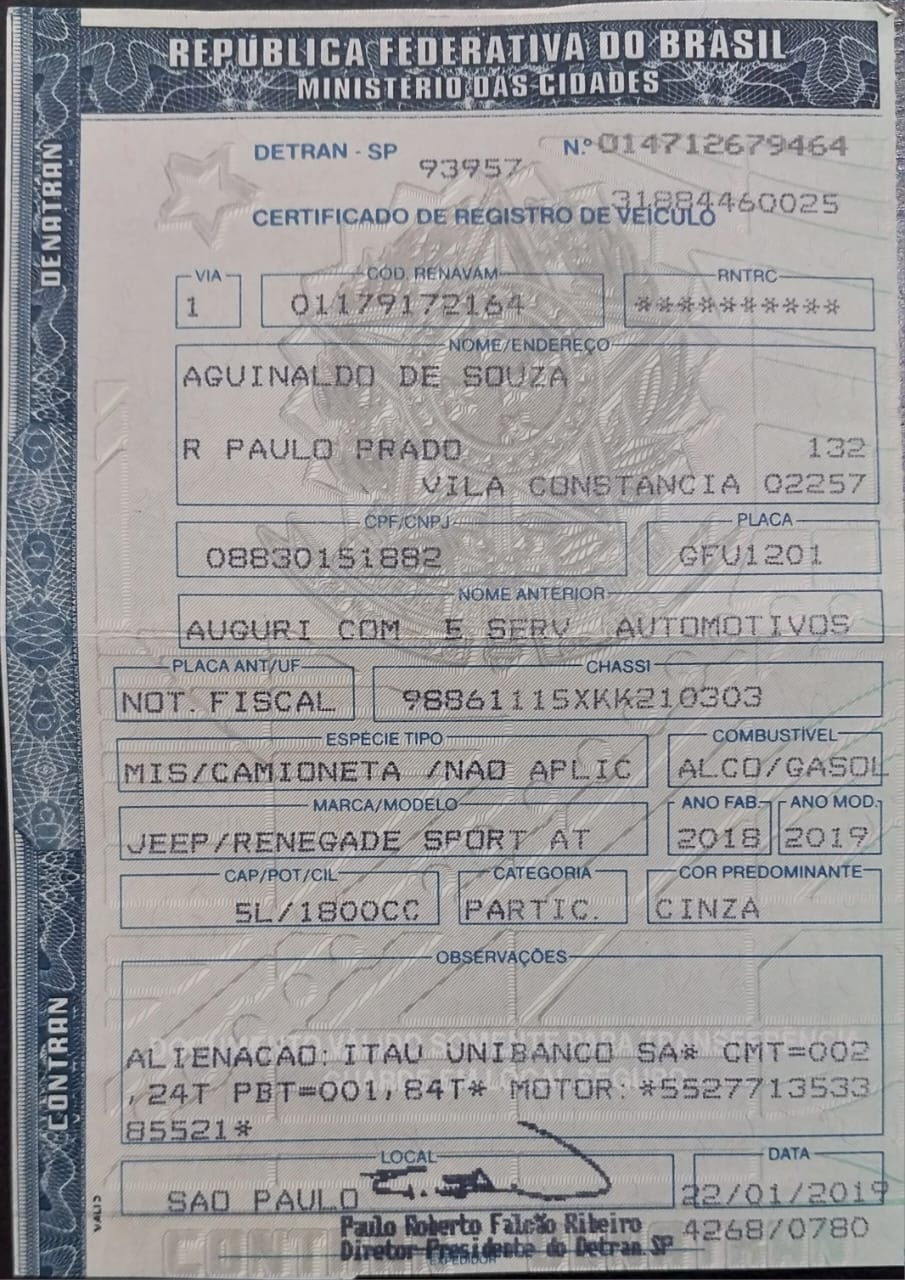 REPÚBLICA FEDERATIVA DO BRASIL
MINISTÉRIO DAS CIDADES
DENATRAN
CONTRAN
DETRAN - SP
93957
N.º 014712679464
31884460025
CERTIFICADO DE REGISTRO DE VEÍCULO
VIA
1
COD. RENAVAM
01179172164
RNTRC
**********
NOME/ENDEREÇO
AGUINALDO DE SOUZA
R PAULO PRADO 132
VILA CONSTANCIA 02257
CPF/CNPJ
08830151882
PLACA
GFU1201
NOME ANTERIOR
AUGURI COM E SERV AUTOMOTIVOS
PLACA ANT/UF
NOT. FISCAL
CHASSI
98861115XKK210303
ESPÉCIE TIPO
MIS/CAMIONETA /NAO APLIC
COMBUSTÍVEL
ALCO/GASOL
MARCA/MODELO
JEEP/RENEGADE SPORT AT
ANO FAB.
2018
ANO MOD.
2019
CAP/POT/CIL
5L/1800CC
CATEGORIA
PARTIC.
COR PREDOMINANTE
CINZA
OBSERVAÇÕES
ALIENACAO: ITAU UNIBANCO SA* CMT=002
,24T PBT=001,84T* MOTOR: *5527713533
85521*
LOCAL
SAO PAULO
DATA
22/01/2019
Paulo Roberto Falcão Ribeiro
Diretor-Presidente do Detran.SP
4268/0780
EXPEDIDOR